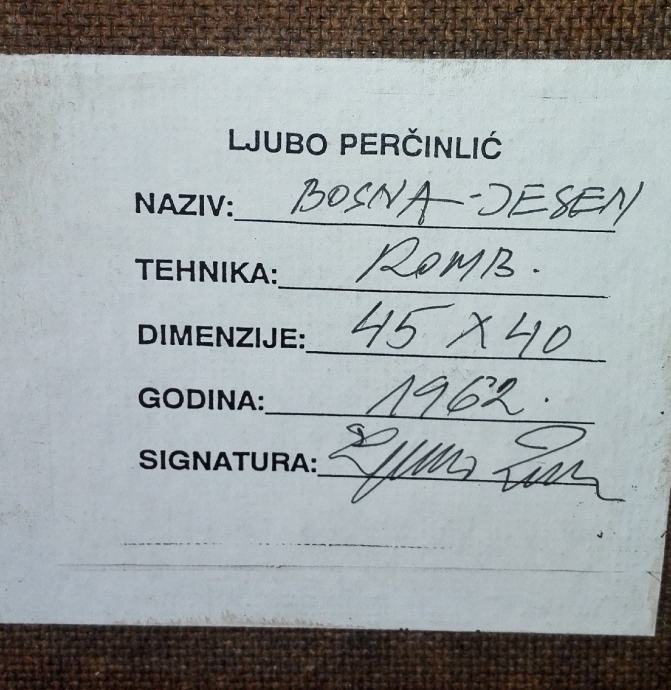 LJUBO PERČINLIĆ
NAZIV: BOSNA-JESEN
TEHNIKA: KOMB.
DIMENZIJE: 45 X 40
GODINA: 1962.
SIGNATURA: